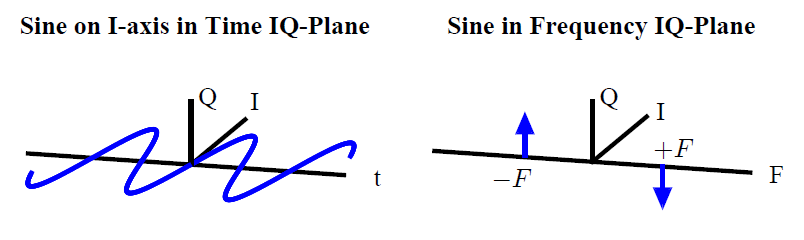 Sine on I-axis in Time IQ-Plane
Q
I
t
Sine in Frequency IQ-Plane
Q
I
+F
−F
F